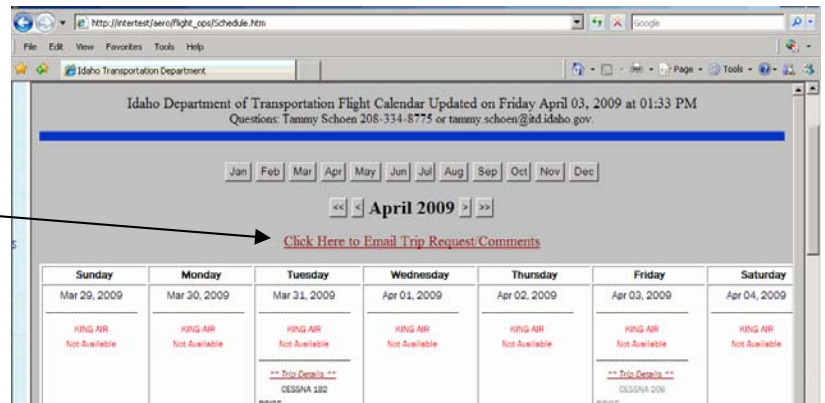 http://intertest/aero/flight_ops/Schedule.htm Google
File Edit View Favorites Tools Help
Idaho Transportation Department Page Tools
Idaho Department of Transportation Flight Calendar Updated on Friday April 03, 2009 at 01:33 PM
Questions: Tammy Schoen 208-334-8775 or tammy.schoen@itd.idaho.gov.
Jan Feb Mar Apr May Jun Jul Aug Sep Oct Nov Dec
<< < April 2009 > >>
Click Here to Email Trip Request/Comments
Sunday Monday Tuesday Wednesday Thursday Friday Saturday
Mar 29, 2009 Mar 30, 2009 Mar 31, 2009 Apr 01, 2009 Apr 02, 2009 Apr 03, 2009 Apr 04, 2009
KING AIR KING AIR KING AIR KING AIR KING AIR KING AIR KING AIR
Not Available Not Available Not Available Not Available Not Available Not Available Not Available
** Trip Details ** ** Trip Details **
CESSNA 182 CESSNA 206